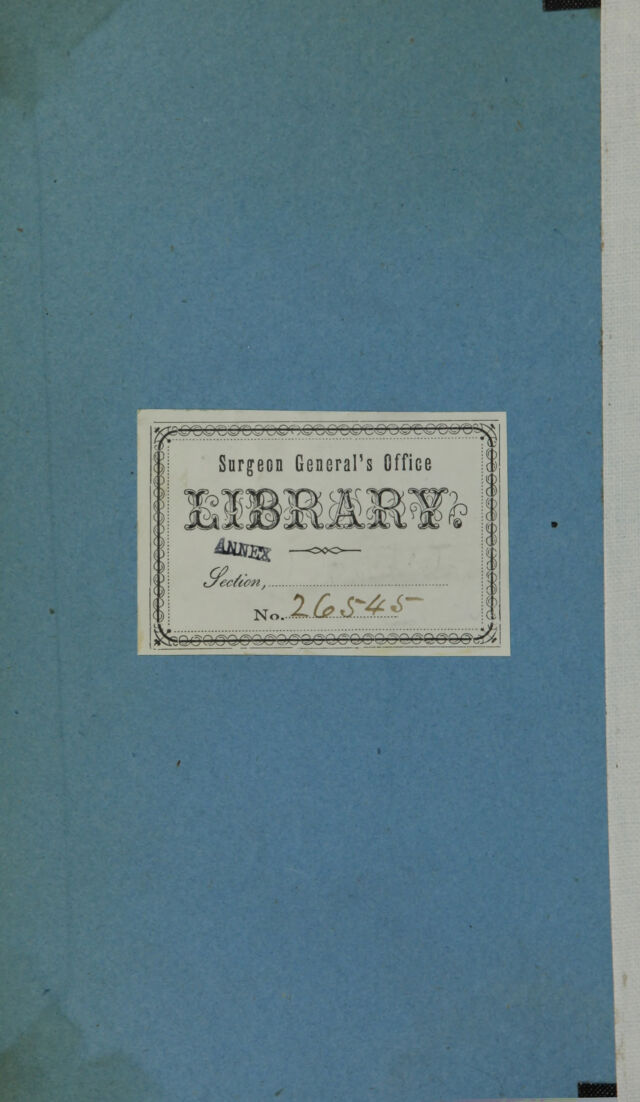 Surgeon General's Office
LIBRARY.
ANNEX
Section,
No. 26545